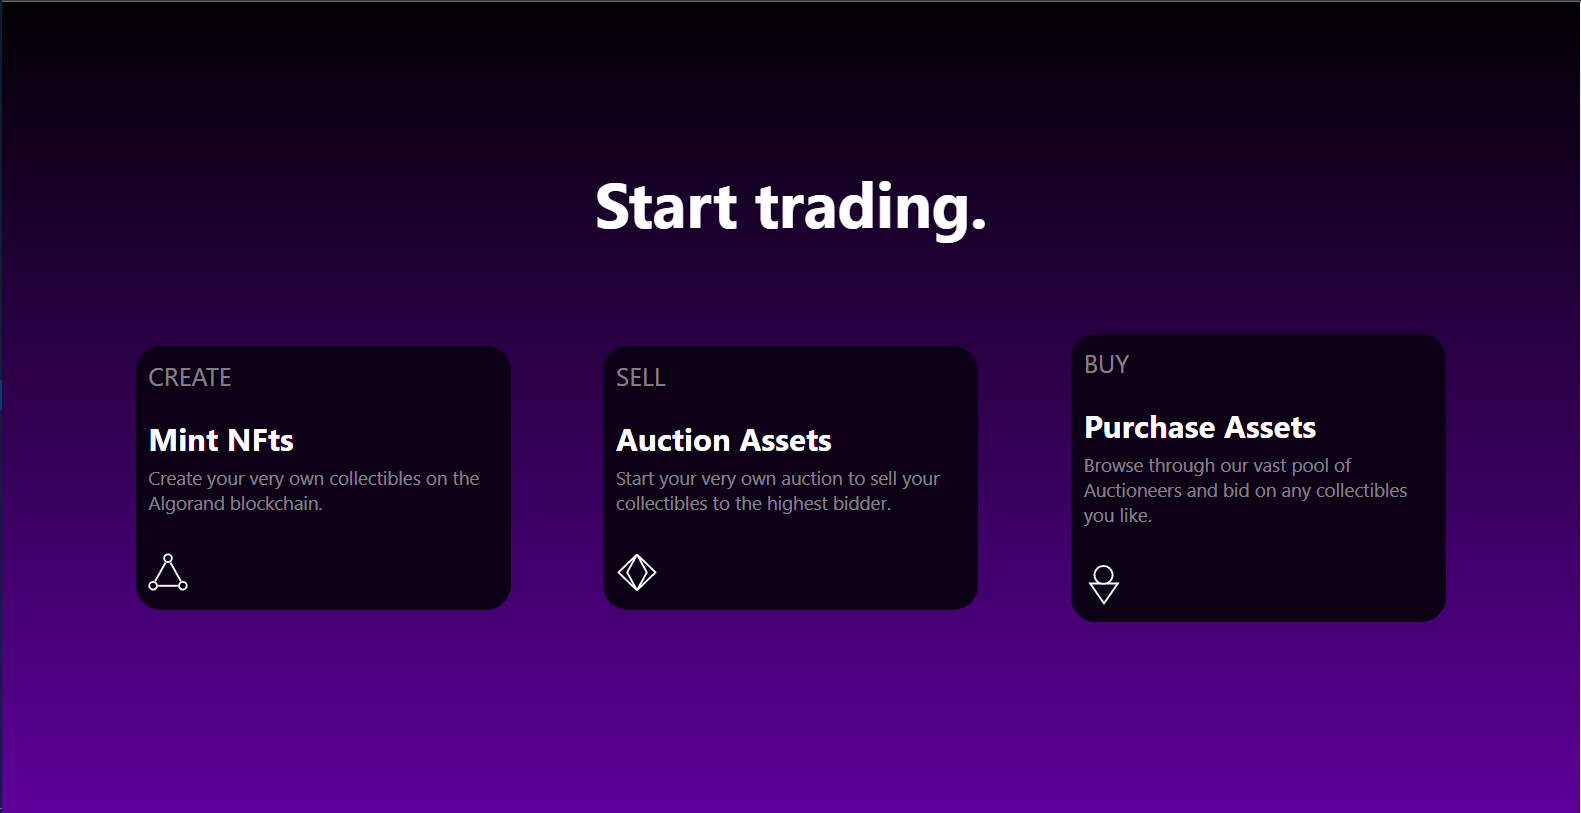 Start trading.
CREATE
Mint NFts
Create your very own collectibles on the
Algorand blockchain.
SELL
Auction Assets
Start your very own auction to sell your
collectibles to the highest bidder.
BUY
Purchase Assets
Browse through our vast pool of
Auctioneers and bid on any collectibles
you like.